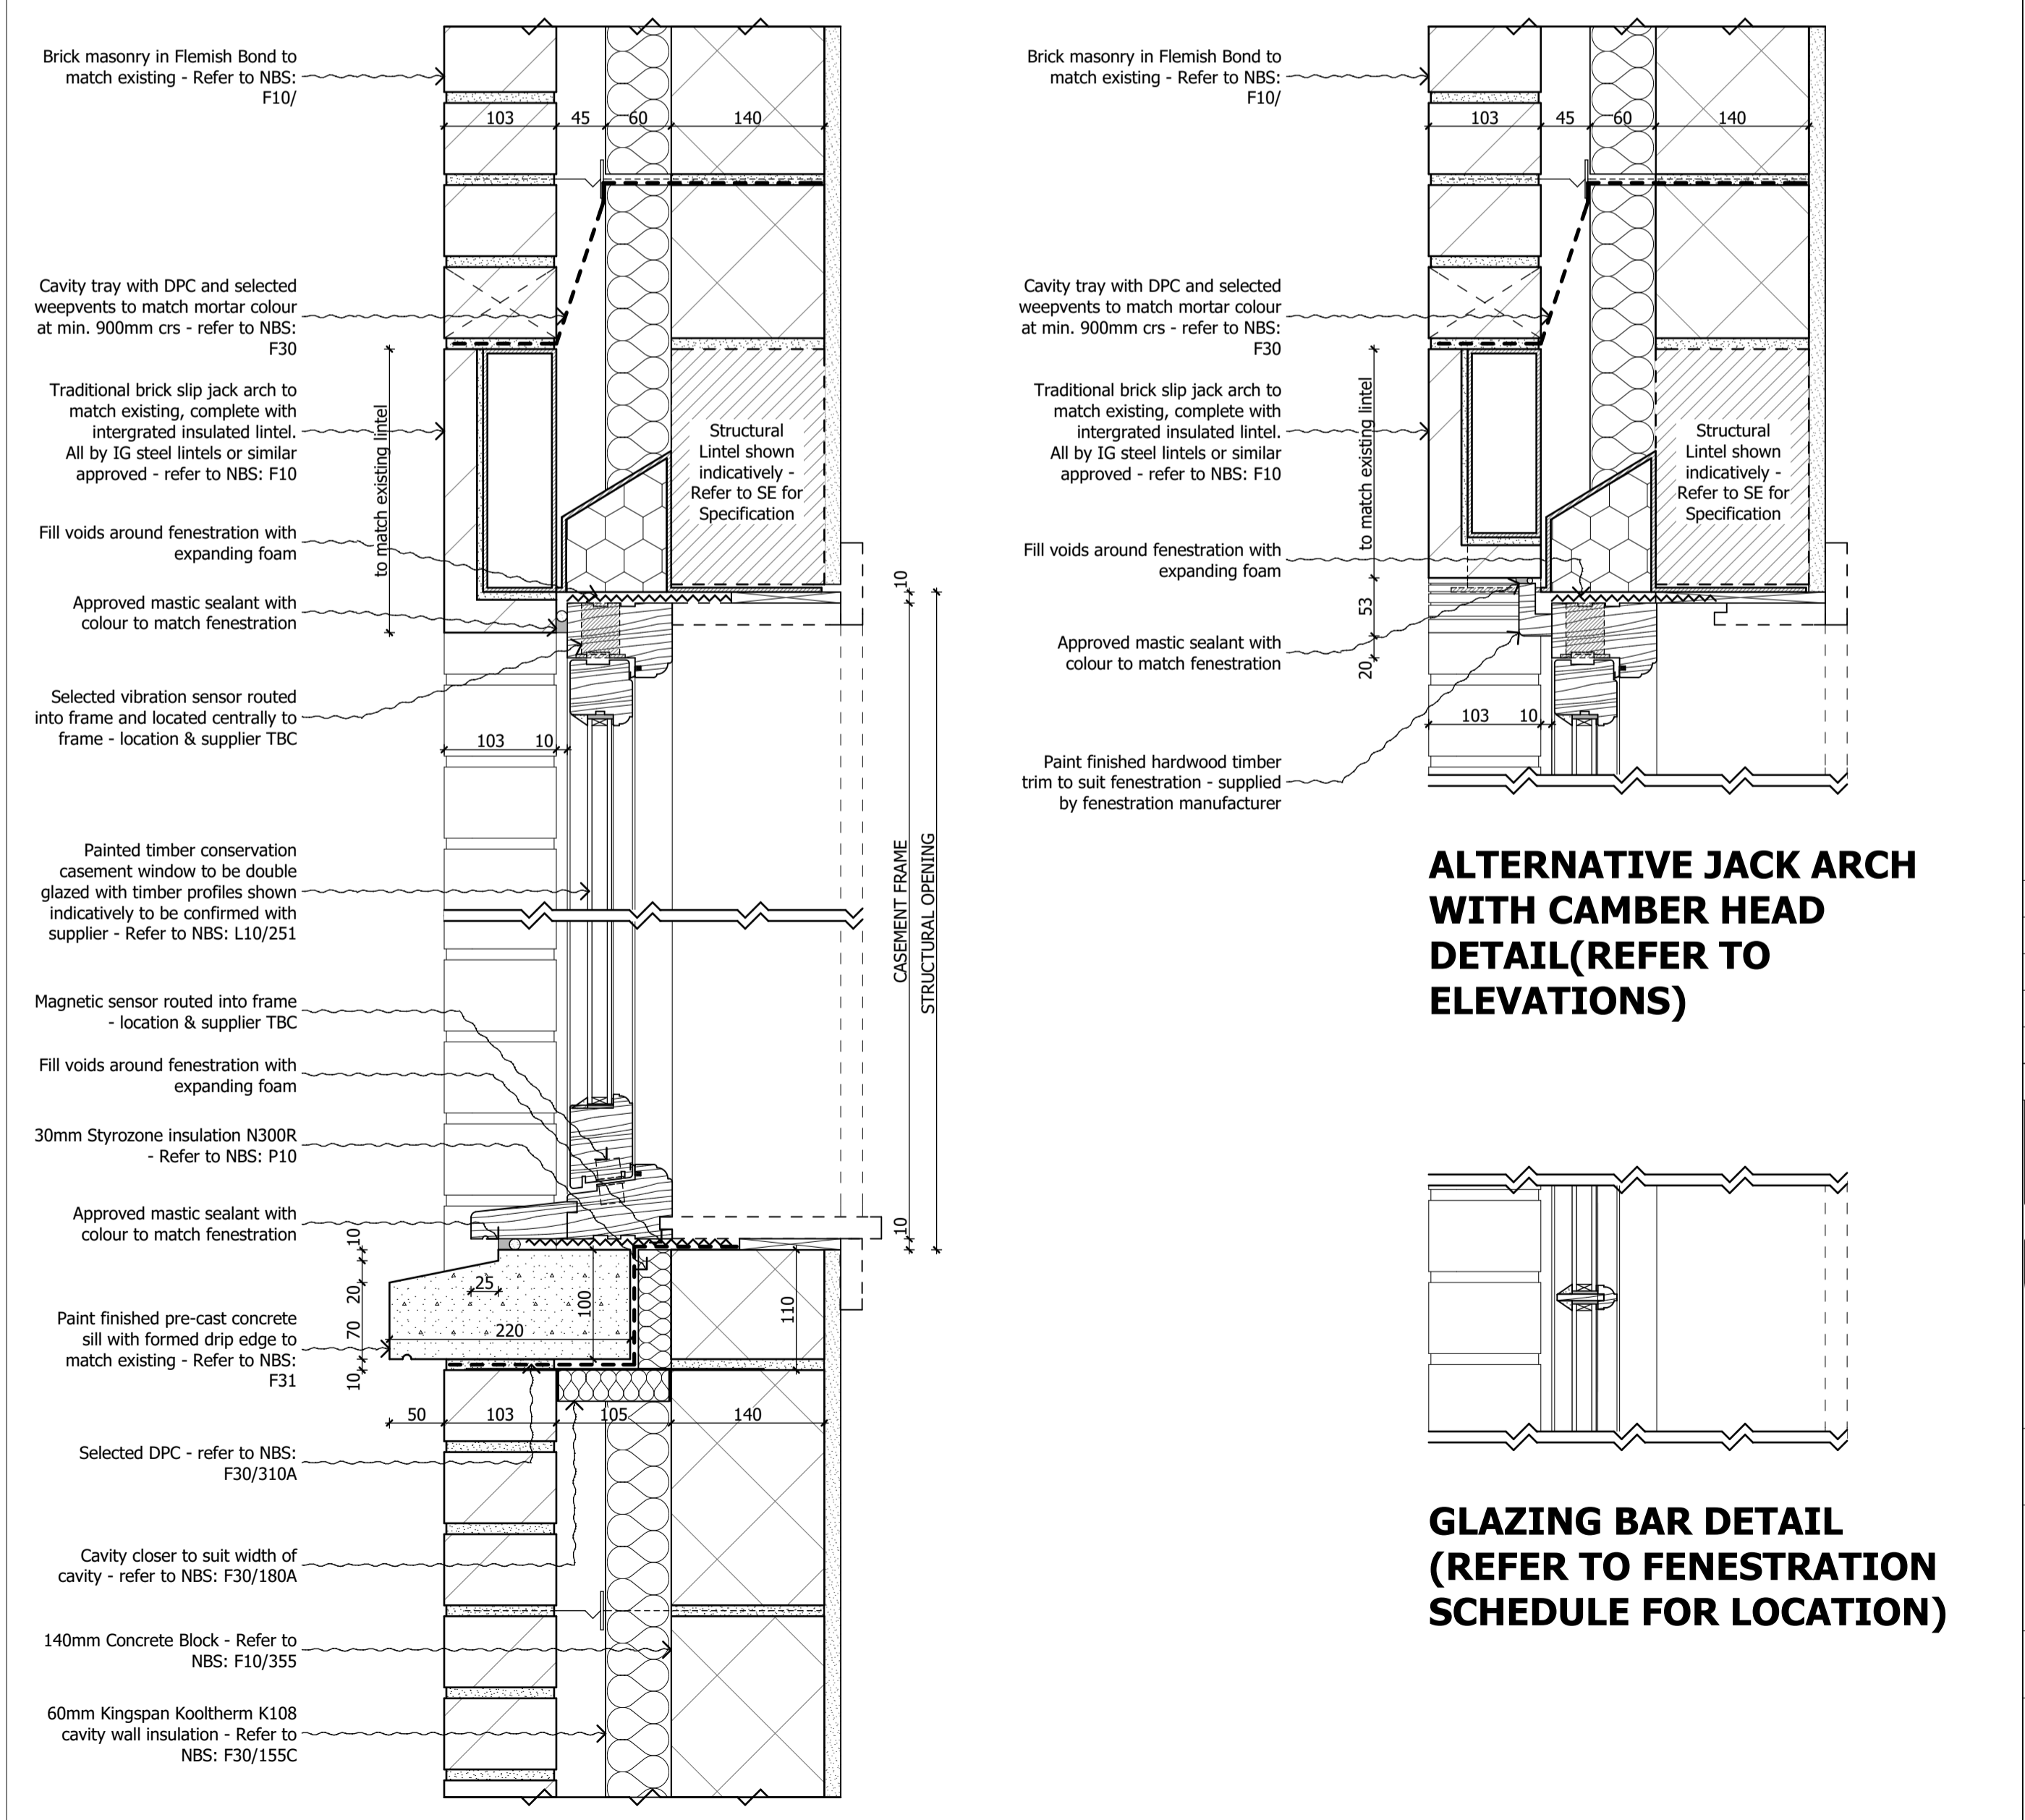 Brick masonry in Flemish Bond to
match existing - Refer to NBS:
F10/
103
45
60
140
Cavity tray with DPC and selected
weepvents to match mortar colour
at min. 900mm crs - refer to NBS:
F30
Traditional brick slip jack arch to
match existing, complete with
intergrated insulated lintel.
All by IG steel lintels or similar
approved - refer to NBS: F10
to match existing lintel
Structural
Lintel shown
indicatively -
Refer to SE for
Specification
Fill voids around fenestration with
expanding foam
10
Approved mastic sealant with
colour to match fenestration
Selected vibration sensor routed
into frame and located centrally to
frame - location & supplier TBC
103
10
Painted timber conservation
casement window to be double
glazed with timber profiles shown
indicatively to be confirmed with
supplier - Refer to NBS: L10/251
CASEMENT FRAME
STRUCTURAL OPENING
Magnetic sensor routed into frame
- location & supplier TBC
Fill voids around fenestration with
expanding foam
30mm Styrozone insulation N300R
- Refer to NBS: P10
Approved mastic sealant with
colour to match fenestration
10
10
20
70
10
25
220
100
110
Paint finished pre-cast concrete
sill with formed drip edge to
match existing - Refer to NBS:
F31
50
103
105
140
Selected DPC - refer to NBS:
F30/310A
Cavity closer to suit width of
cavity - refer to NBS: F30/180A
140mm Concrete Block - Refer to
NBS: F10/355
60mm Kingspan Kooltherm K108
cavity wall insulation - Refer to
NBS: F30/155C
Brick masonry in Flemish Bond to
match existing - Refer to NBS:
F10/
103
45
60
140
Cavity tray with DPC and selected
weepvents to match mortar colour
at min. 900mm crs - refer to NBS:
F30
Traditional brick slip jack arch to
match existing, complete with
intergrated insulated lintel.
All by IG steel lintels or similar
approved - refer to NBS: F10
to match existing lintel
Structural
Lintel shown
indicatively -
Refer to SE for
Specification
Fill voids around fenestration with
expanding foam
53
20
Approved mastic sealant with
colour to match fenestration
103
10
Paint finished hardwood timber
trim to suit fenestration - supplied
by fenestration manufacturer
ALTERNATIVE JACK ARCH
WITH CAMBER HEAD
DETAIL(REFER TO
ELEVATIONS)
GLAZING BAR DETAIL
(REFER TO FENESTRATION
SCHEDULE FOR LOCATION)